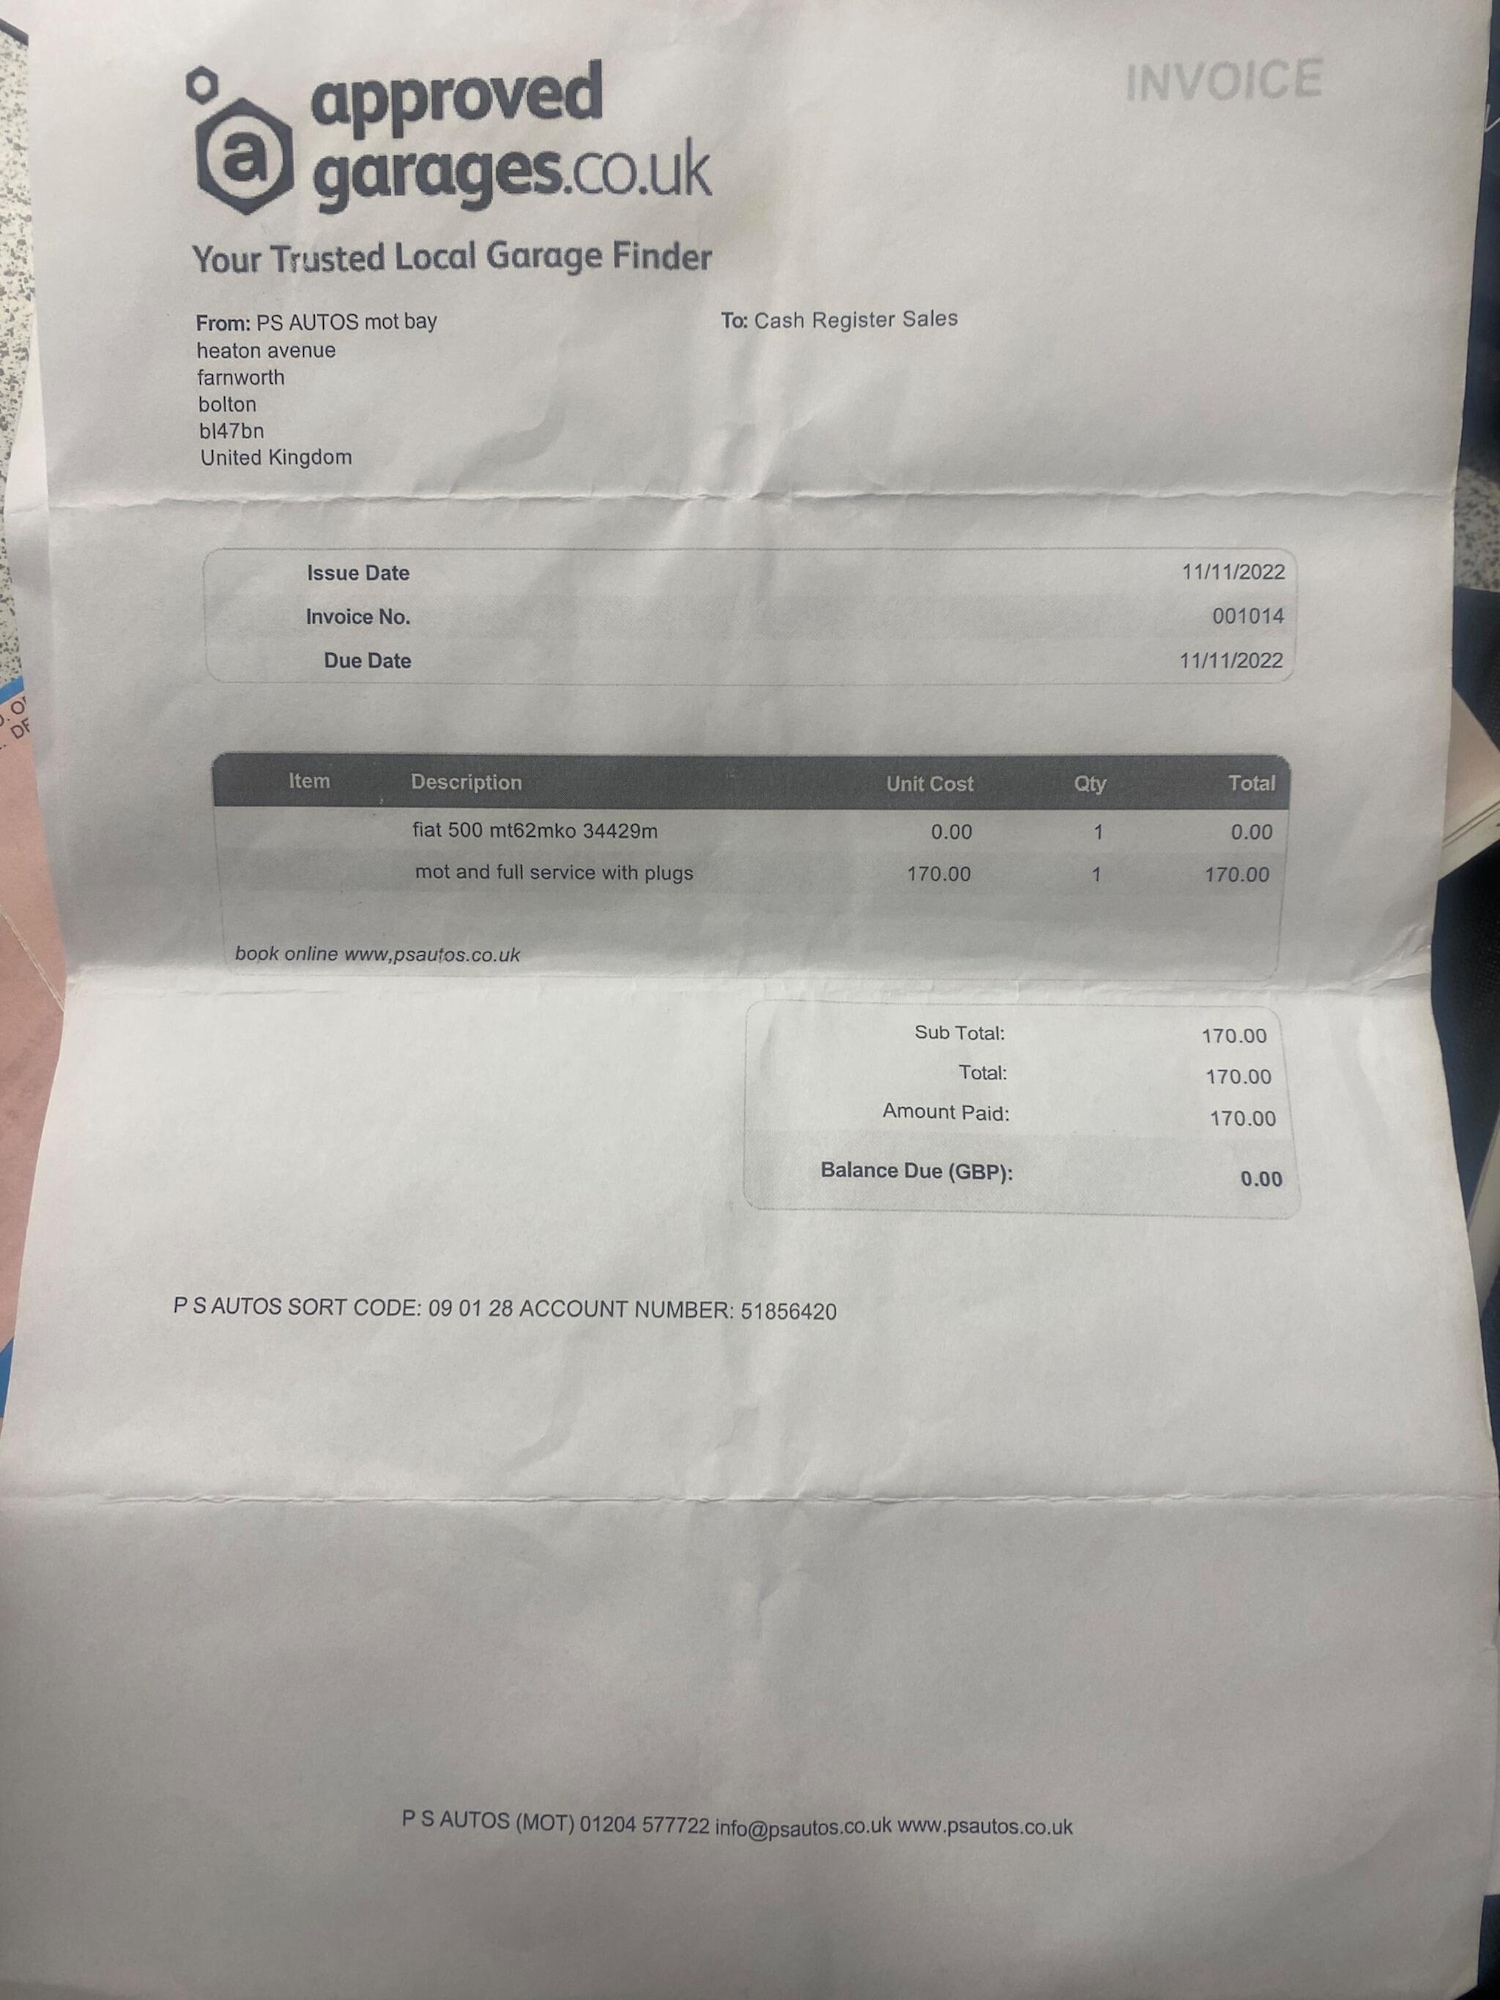 INVOICE
a
approved
garages.co.uk
Your Trusted Local Garage Finder
From: PS AUTOS mot bay
heaton avenue
farnworth
bolton
bl47bn
United Kingdom
To: Cash Register Sales
Issue Date 11/11/2022
Invoice No. 001014
Due Date 11/11/2022
Item Description Unit Cost Qty Total
fiat 500 mt62mko 34429m 0.00 1 0.00
mot and full service with plugs 170.00 1 170.00
book online www,psautos.co.uk
Sub Total: 170.00
Total: 170.00
Amount Paid: 170.00
Balance Due (GBP): 0.00
P S AUTOS SORT CODE: 09 01 28 ACCOUNT NUMBER: 51856420
P S AUTOS (MOT) 01204 577722 info@psautos.co.uk www.psautos.co.uk